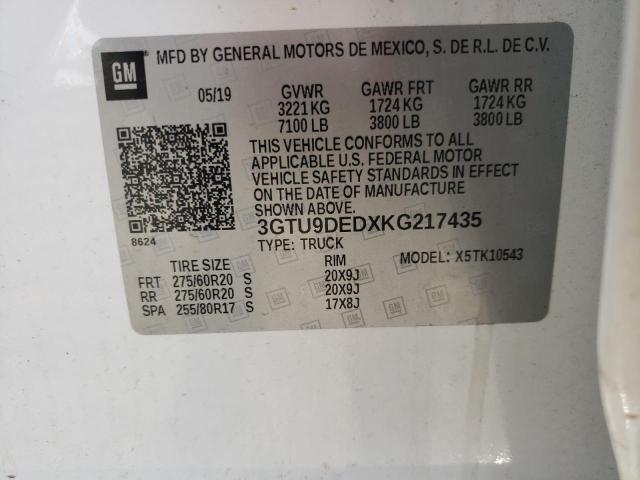 GM
MFD BY GENERAL MOTORS DE MEXICO, S. DE R.L. DE C.V.
05/19 GVWR GAWR FRT GAWR RR
3221 KG 1724 KG 1724 KG
7100 LB 3800 LB 3800 LB
THIS VEHICLE CONFORMS TO ALL
APPLICABLE U.S. FEDERAL MOTOR
VEHICLE SAFETY STANDARDS IN EFFECT
ON THE DATE OF MANUFACTURE
SHOWN ABOVE.
3GTU9DEDXKG217435
8624
TYPE: TRUCK
TIRE SIZE RIM MODEL: X5TK10543
FRT 275/60R20 S 20X9J
RR 275/60R20 S 20X9J
SPA 255/80R17 S 17X8J